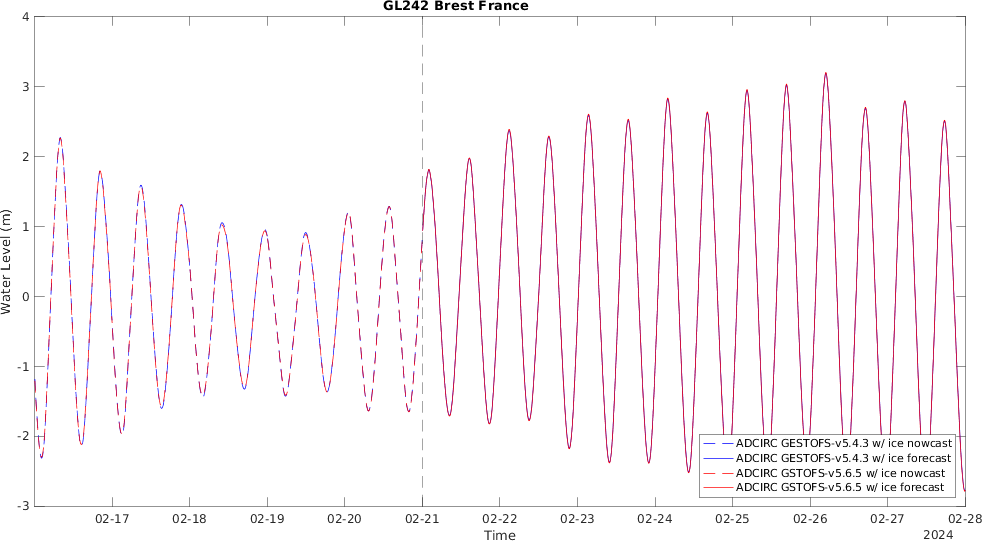 GL242 Brest France
4
3
2
1
0
-1
-2
-3
Water Level (m)
ADCIRC GESTOFS-v5.4.3 w/ ice nowcast
ADCIRC GESTOFS-v5.4.3 w/ ice forecast
ADCIRC GSTOFS-v5.6.5 w/ ice nowcast
ADCIRC GSTOFS-v5.6.5 w/ ice forecast
02-17 02-18 02-19 02-20 02-21 02-22 02-23 02-24 02-25 02-26 02-27 02-28
Time
2024